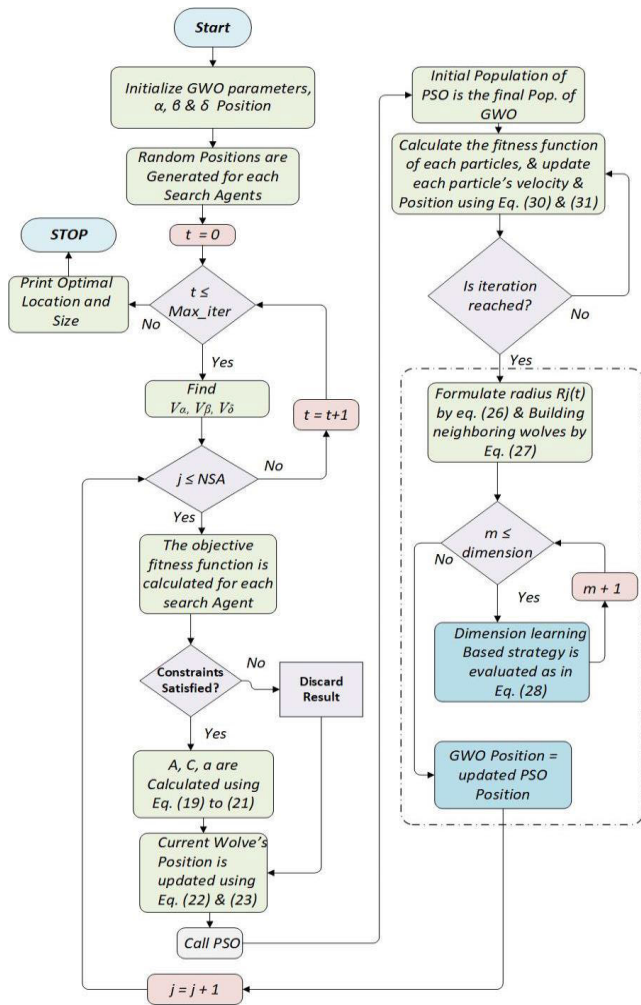 Start
Initialize GWO parameters,
α, β & δ Position
Random Positions are
Generated for each
Search Agents
t = 0
STOP
Print Optimal
Location and
Size
No
t ≤
Max_iter
Yes
Find
Vα, Vβ, Vδ
t = t+1
j ≤ NSA
No
Yes
The objective
fitness function is
calculated for each
search Agent
Constraints
Satisfied?
No
Discard
Result
Yes
A, C, a are
Calculated using
Eq. (19) to (21)
Current Wolve's
Position is
updated using
Eq. (22) & (23)
Call PSO
j = j + 1
Initial Population of
PSO is the final Pop. of
GWO
Calculate the fitness function
of each particles, & update
each particle's velocity &
Position using Eq. (30) & (31)
Is iteration
reached?
No
Yes
Formulate radius Rj(t)
by eq. (26) & Building
neighboring wolves by
Eq. (27)
m ≤
dimension
No
Yes
m + 1
Dimension learning
Based strategy is
evaluated as in
Eq. (28)
GWO Position =
updated PSO
Position